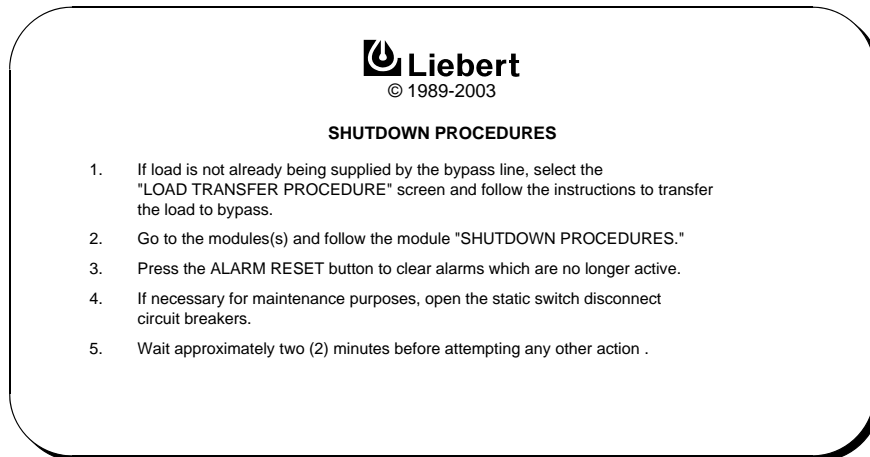 Liebert
© 1989-2003
SHUTDOWN PROCEDURES
1. If load is not already being supplied by the bypass line, select the
"LOAD TRANSFER PROCEDURE" screen and follow the instructions to transfer
the load to bypass.
2. Go to the modules(s) and follow the module "SHUTDOWN PROCEDURES."
3. Press the ALARM RESET button to clear alarms which are no longer active.
4. If necessary for maintenance purposes, open the static switch disconnect
circuit breakers.
5. Wait approximately two (2) minutes before attempting any other action .